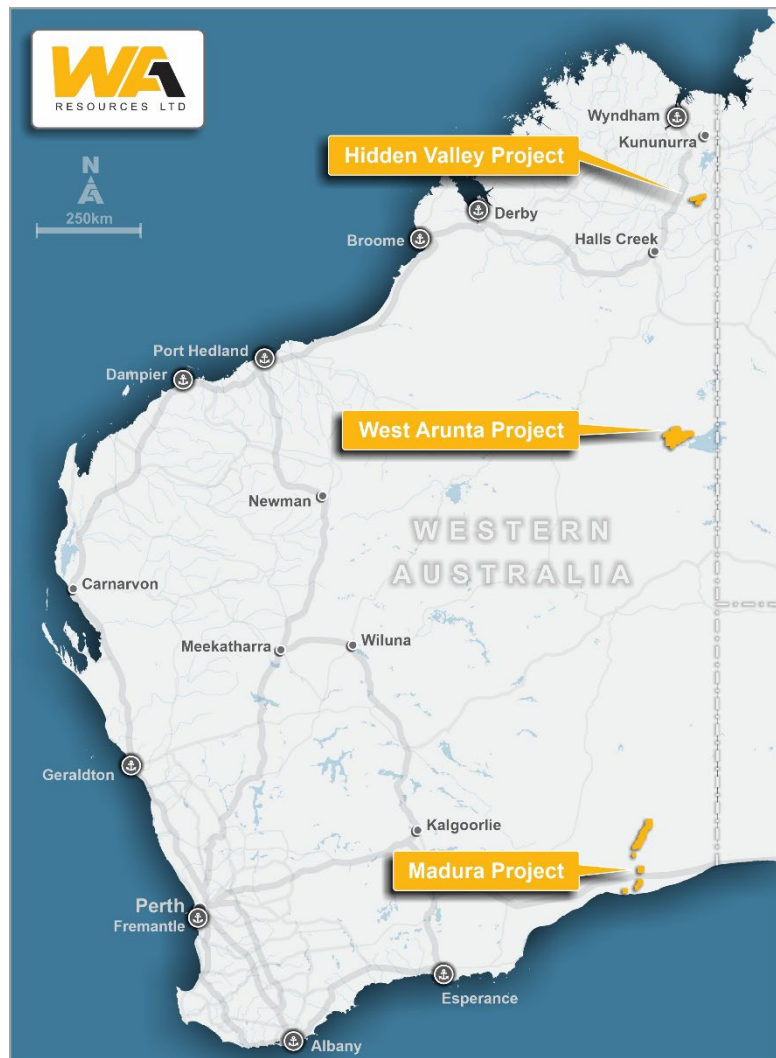 WA
RESOURCES LTD
N
250km
Wyndham
Kununurra
Hidden Valley Project
Derby
Broome
Halls Creek
Port Hedland
Dampier
West Arunta Project
Newman
WESTERN
AUSTRALIA
Carnarvon
Meekatharra
Wiluna
Geraldton
Kalgoorlie
Madura Project
Perth
Fremantle
Esperance
Albany